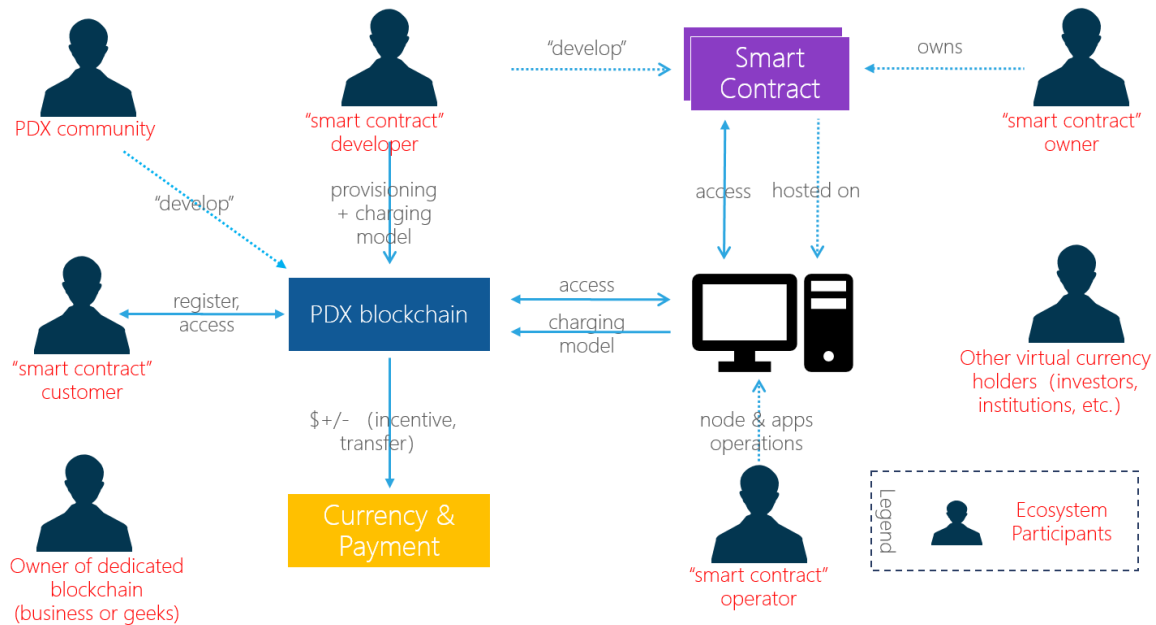 PDX community
“smart contract”
developer
“develop”
Smart
Contract
owns
“smart contract”
owner
“develop”
provisioning
+ charging
model
access
hosted on
register,
access
PDX blockchain
access
charging
model
“smart contract”
customer
Other virtual currency
holders (investors,
institutions, etc.)
$+/- (incentive,
transfer)
node & apps
operations
Currency &
Payment
Owner of dedicated
blockchain
(business or geeks)
“smart contract”
operator
Legend
Ecosystem
Participants